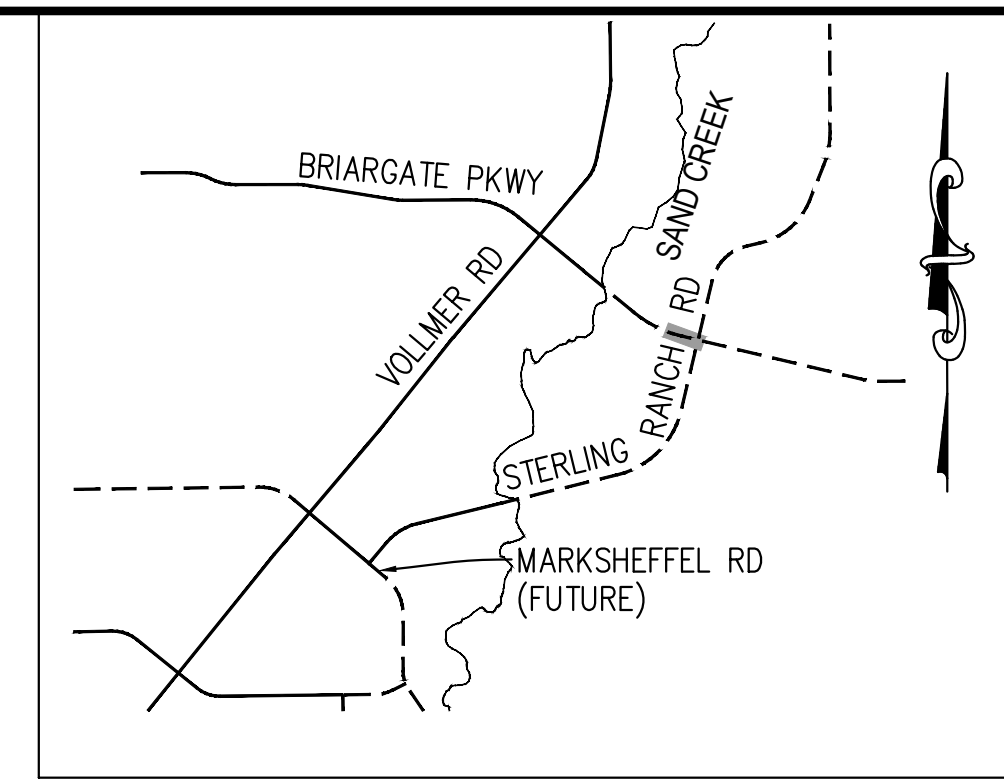 BRIARGATE PKWY
SAND CREEK
VOLLMER RD
STERLING RANCH RD
MARKSHEFFEL RD
(FUTURE)